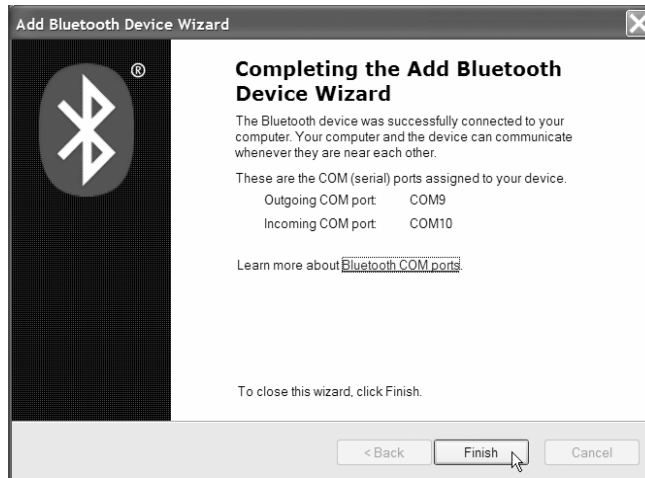 Add Bluetooth Device Wizard
®
Completing the Add Bluetooth
Device Wizard
The Bluetooth device was successfully connected to your
computer. Your computer and the device can communicate
whenever they are near each other.
These are the COM (serial) ports assigned to your device.
Outgoing COM port: COM9
Incoming COM port: COM10
Learn more about Bluetooth COM ports.
To close this wizard, click Finish.
< Back Finish Cancel